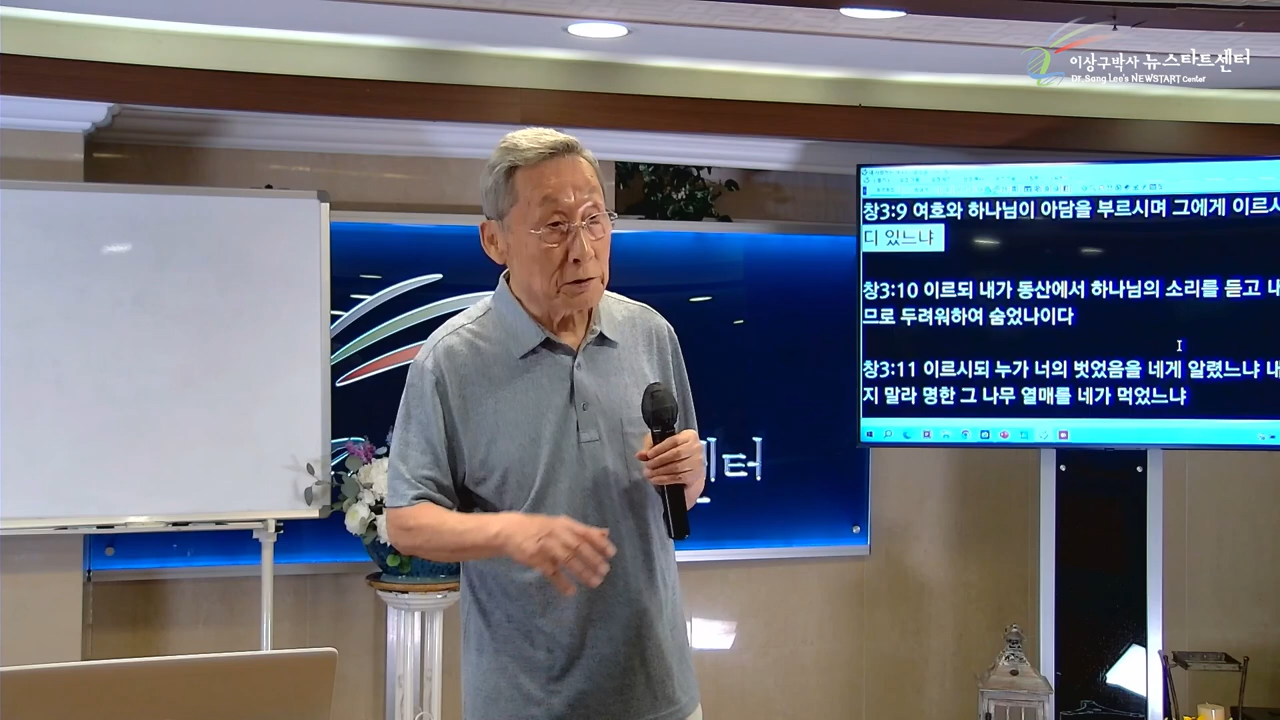 이상구박사 뉴스타트센터
Dr. Sang Lee's NEWSTART Center
창3:9 여호와 하나님이 아담을 부르시며 그에게 이르시
디 있느냐
창3:10 이르되 내가 동산에서 하나님의 소리를 듣고 내
므로 두려워하여 숨었나이다
창3:11 이르시되 누가 너의 벗었음을 네게 알렸느냐 내
지 말라 명한 그 나무 열매를 네가 먹었느냐
터